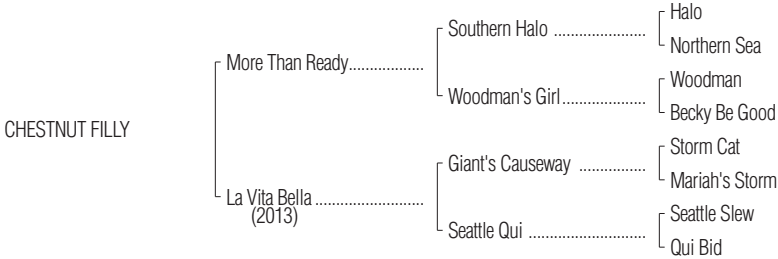 Halo
Southern Halo ......................
Northern Sea
More Than Ready..................
Woodman
Woodman's Girl....................
Becky Be Good
CHESTNUT FILLY
Storm Cat
Giant's Causeway ................
Mariah's Storm
La Vita Bella ..........................
(2013)
Seattle Slew
Seattle Qui ............................
Qui Bid